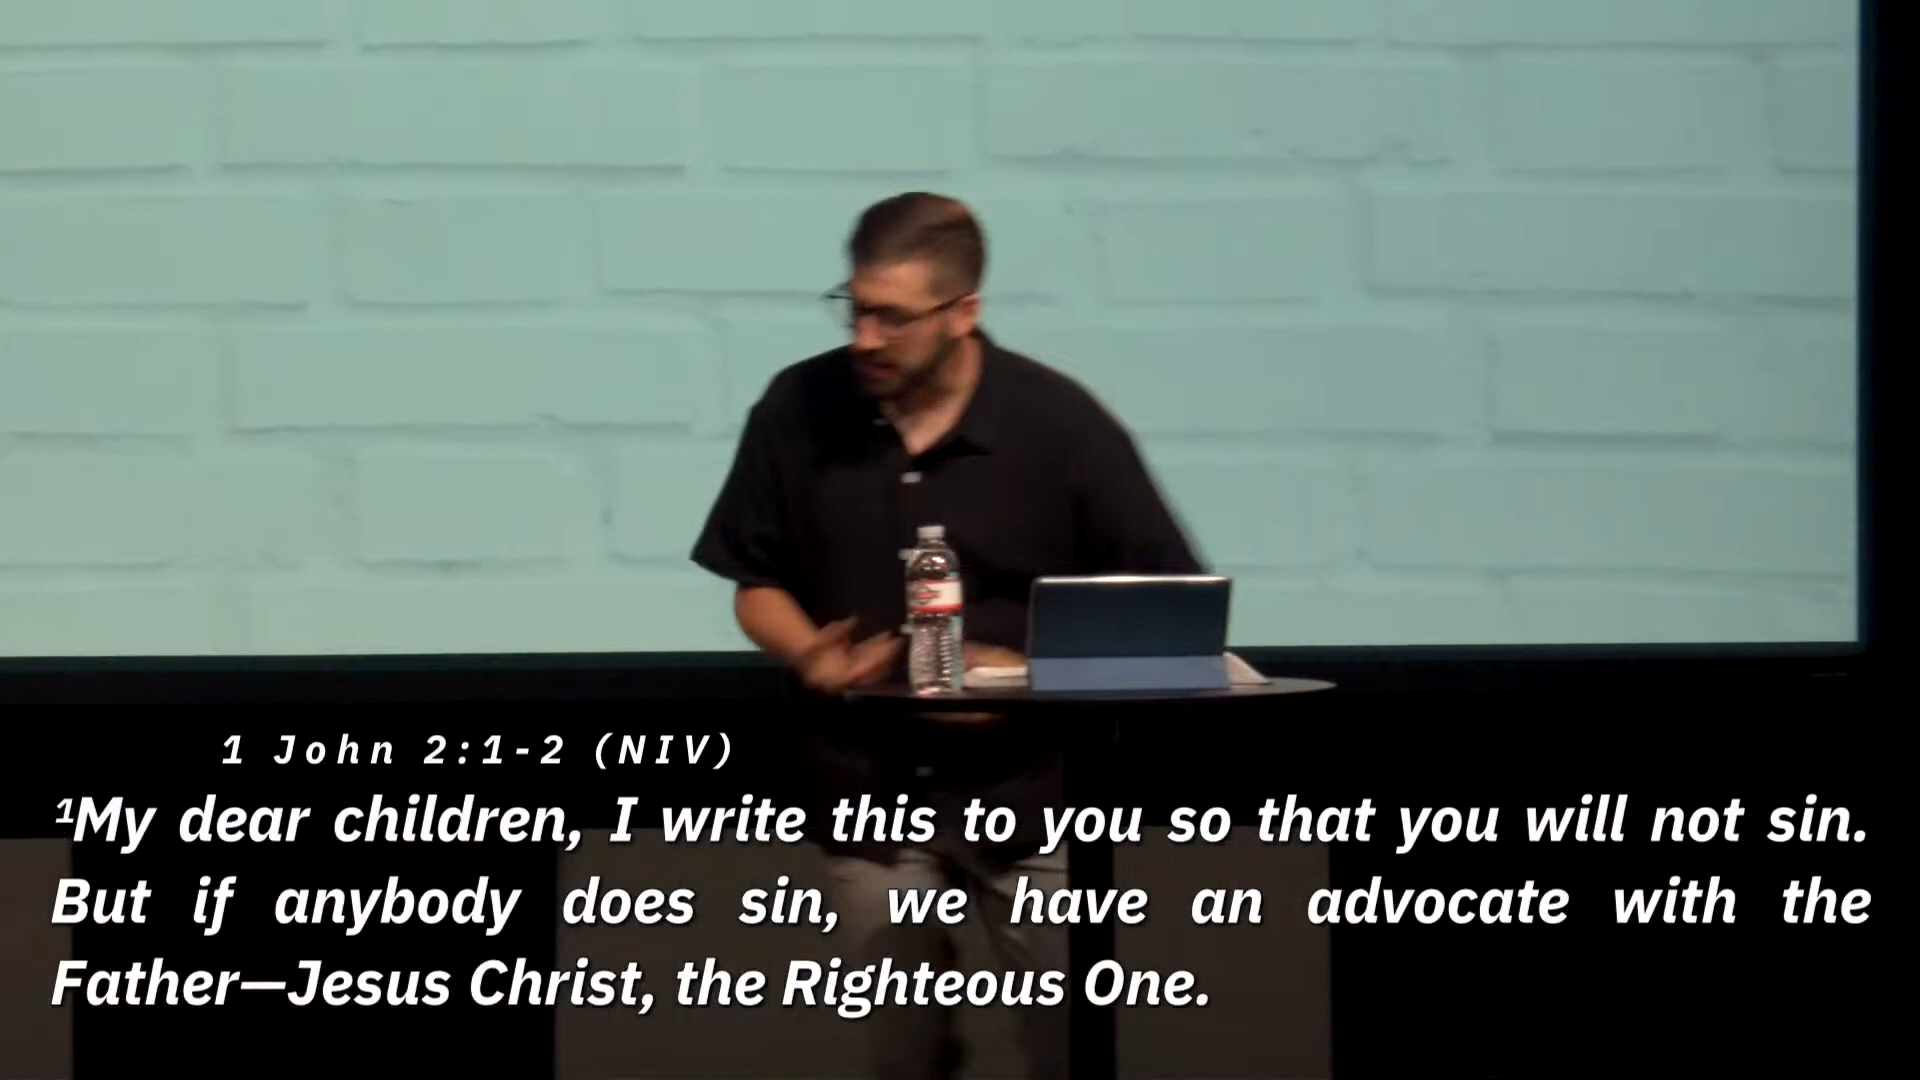 1 John 2:1-2 (NIV)
¹My dear children, I write this to you so that you will not sin.
But if anybody does sin, we have an advocate with the
Father—Jesus Christ, the Righteous One.